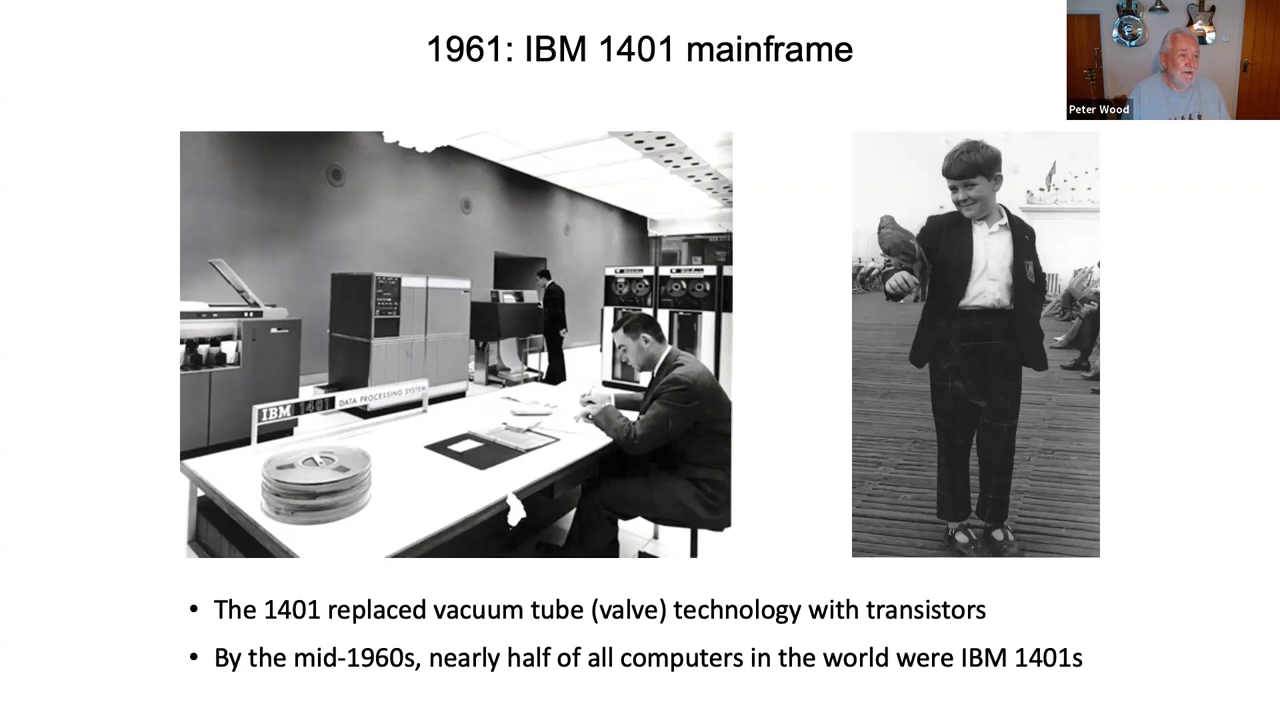 1961: IBM 1401 mainframe
Peter Wood
IBM 1401 DATA PROCESSING SYSTEM
• The 1401 replaced vacuum tube (valve) technology with transistors
• By the mid-1960s, nearly half of all computers in the world were IBM 1401s